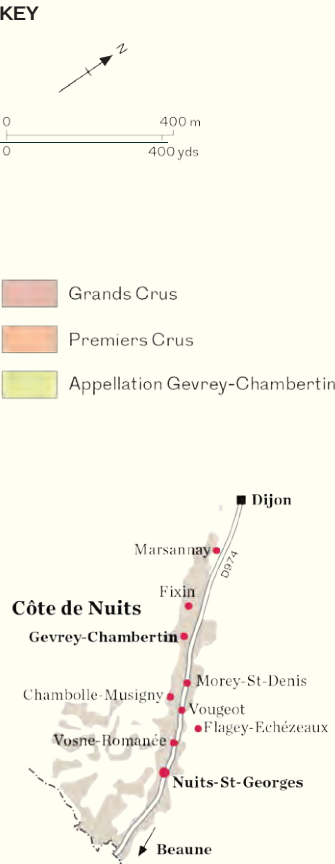 KEY
N
0 400 m
0 400 yds
Grands Crus
Premiers Crus
Appellation Gevrey-Chambertin
Dijon
Marsannay
D974
Fixin
Côte de Nuits
Gevrey-Chambertin
Morey-St-Denis
Chambolle-Musigny
Vougeot
Flagey-Echézeaux
Vosne-Romanée
Nuits-St-Georges
Beaune